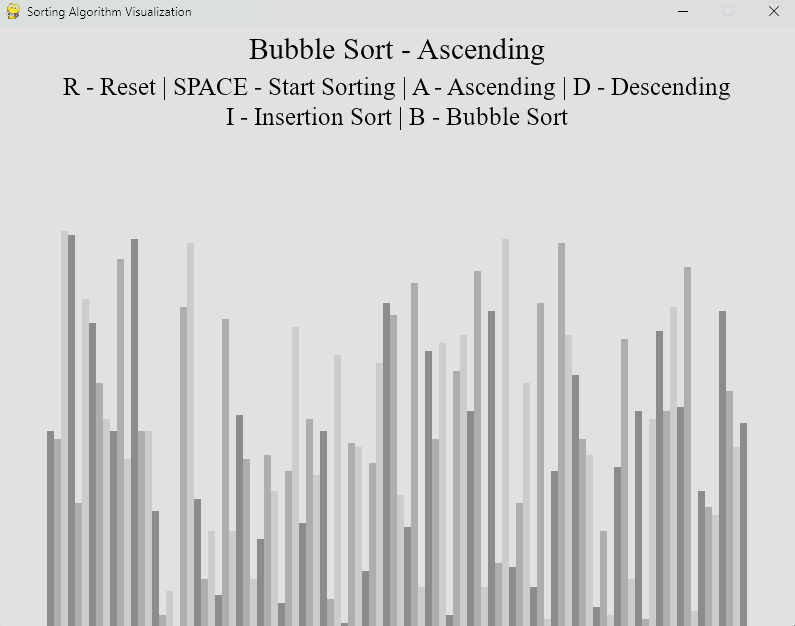 Sorting Algorithm Visualization
Bubble Sort - Ascending
R - Reset | SPACE - Start Sorting | A - Ascending | D - Descending
I - Insertion Sort | B - Bubble Sort